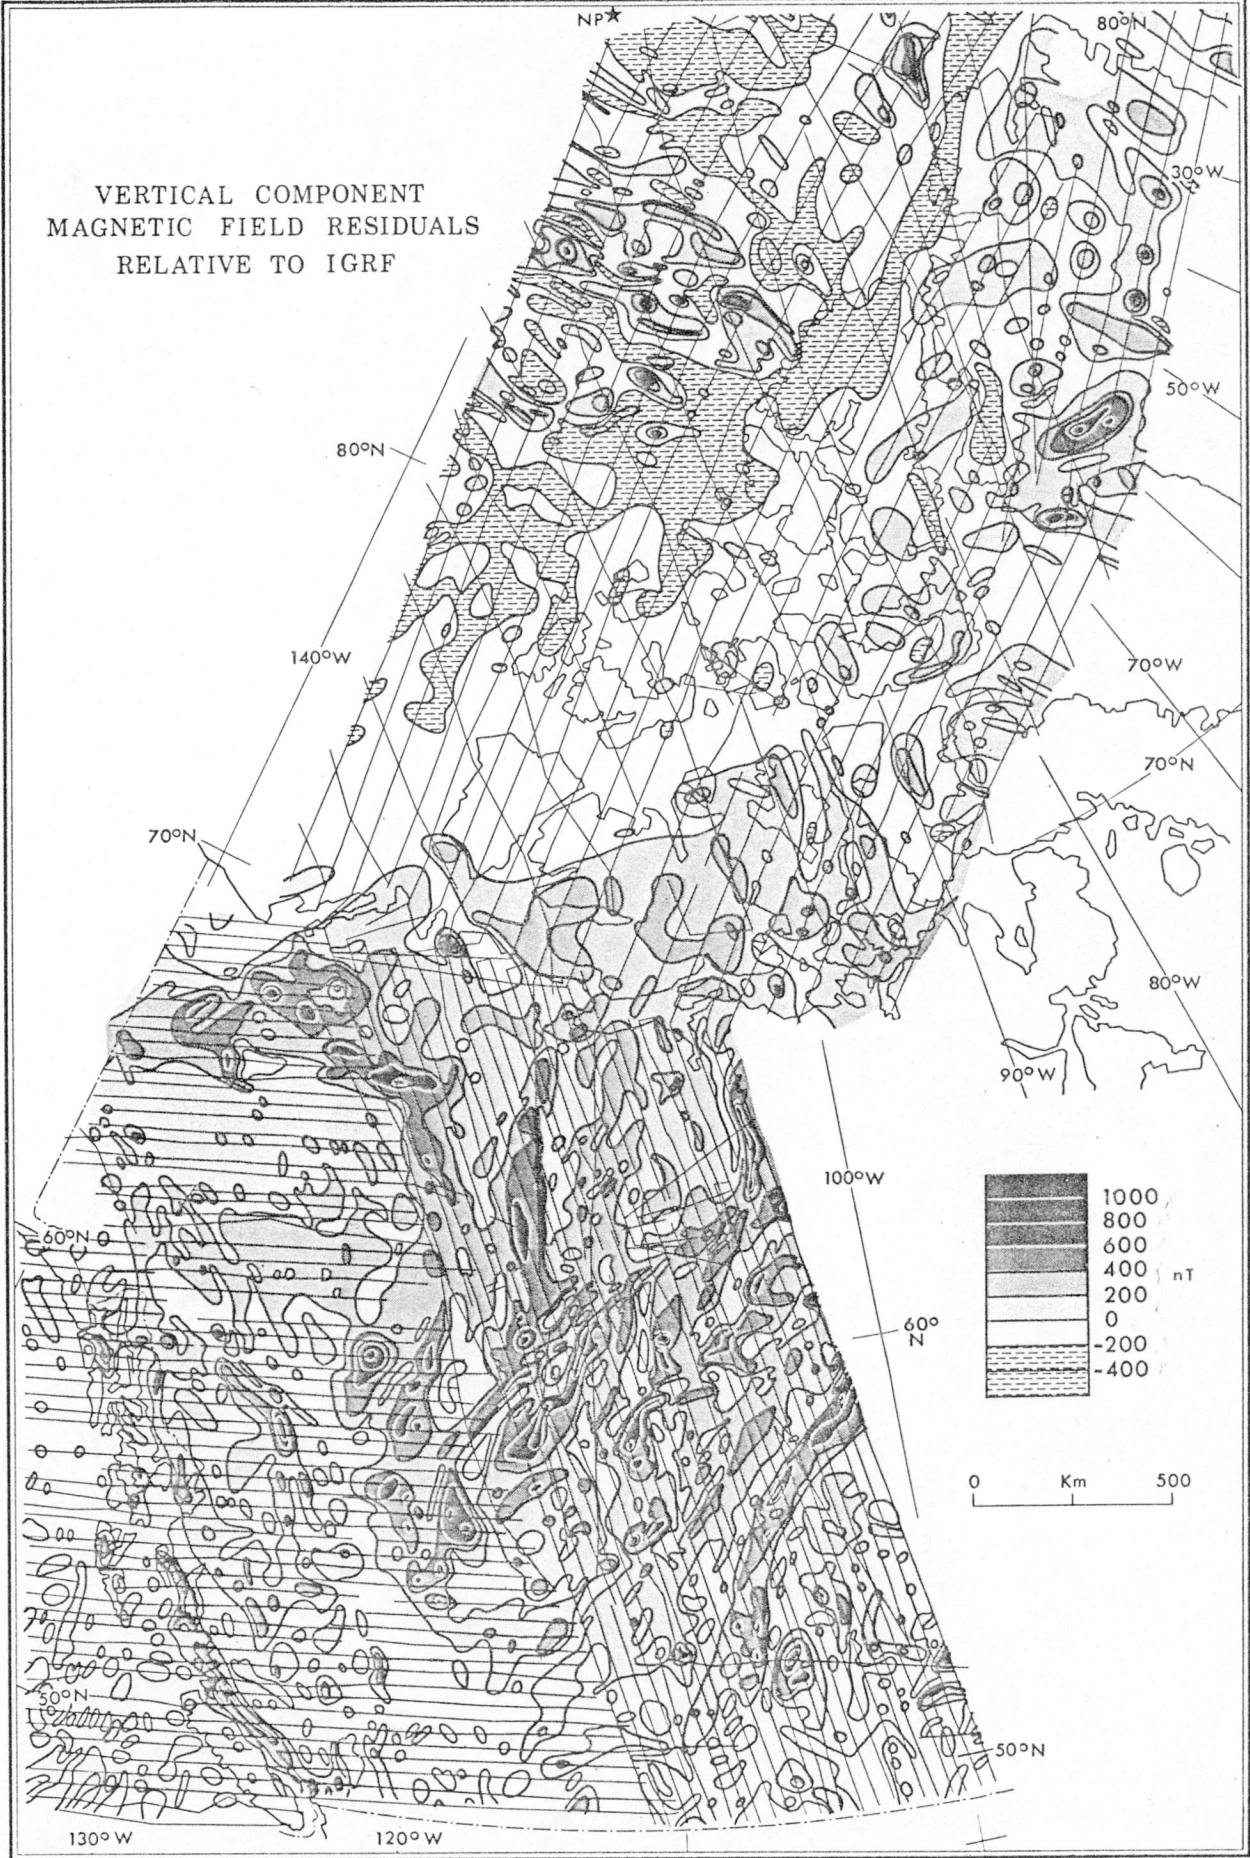 NP
80°N
VERTICAL COMPONENT
MAGNETIC FIELD RESIDUALS
RELATIVE TO IGRF
30°W
50°W
80°N
140°W
70°W
70°N
70°N
80°W
90°W
100°W
1000
800
600
400
nT
200
0
-200
-400
60°N
60°
N
0 Km 500
50°N
50°N
130°W 120°W